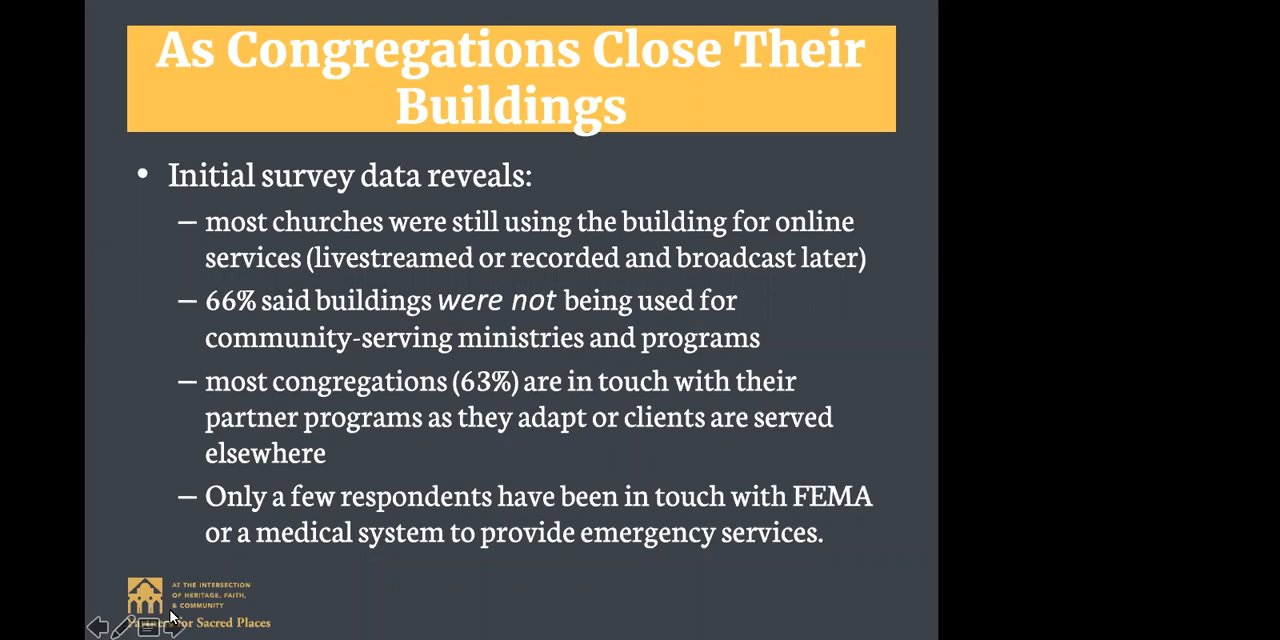 As Congregations Close Their
Buildings
• Initial survey data reveals:
– most churches were still using the building for online
services (livestreamed or recorded and broadcast later)
– 66% said buildings were not being used for
community-serving ministries and programs
– most congregations (63%) are in touch with their
partner programs as they adapt or clients are served
elsewhere
– Only a few respondents have been in touch with FEMA
or a medical system to provide emergency services.
AT THE INTERSECTION
OF HERITAGE, FAITH,
& COMMUNITY
Partners for Sacred Places